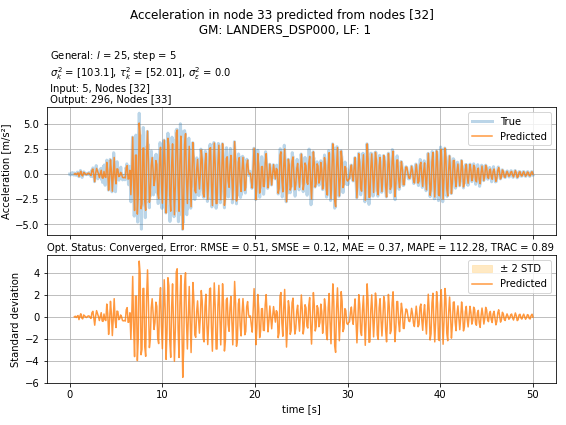 Acceleration in node 33 predicted from nodes [32]
GM: LANDERS_DSP000, LF: 1
General: l = 25, step = 5
σ²ₖ = [103.1], τ²ₖ = [52.01], σ²ₑ = 0.0
Input: 5, Nodes [32]
Output: 296, Nodes [33]
Acceleration [m/s²]
5.0
2.5
0.0
−2.5
−5.0
True
Predicted
Opt. Status: Converged, Error: RMSE = 0.51, SMSE = 0.12, MAE = 0.37, MAPE = 112.28, TRAC = 0.89
Standard deviation
4
2
0
−2
−4
−6
± 2 STD
Predicted
0 10 20 30 40 50
time [s]